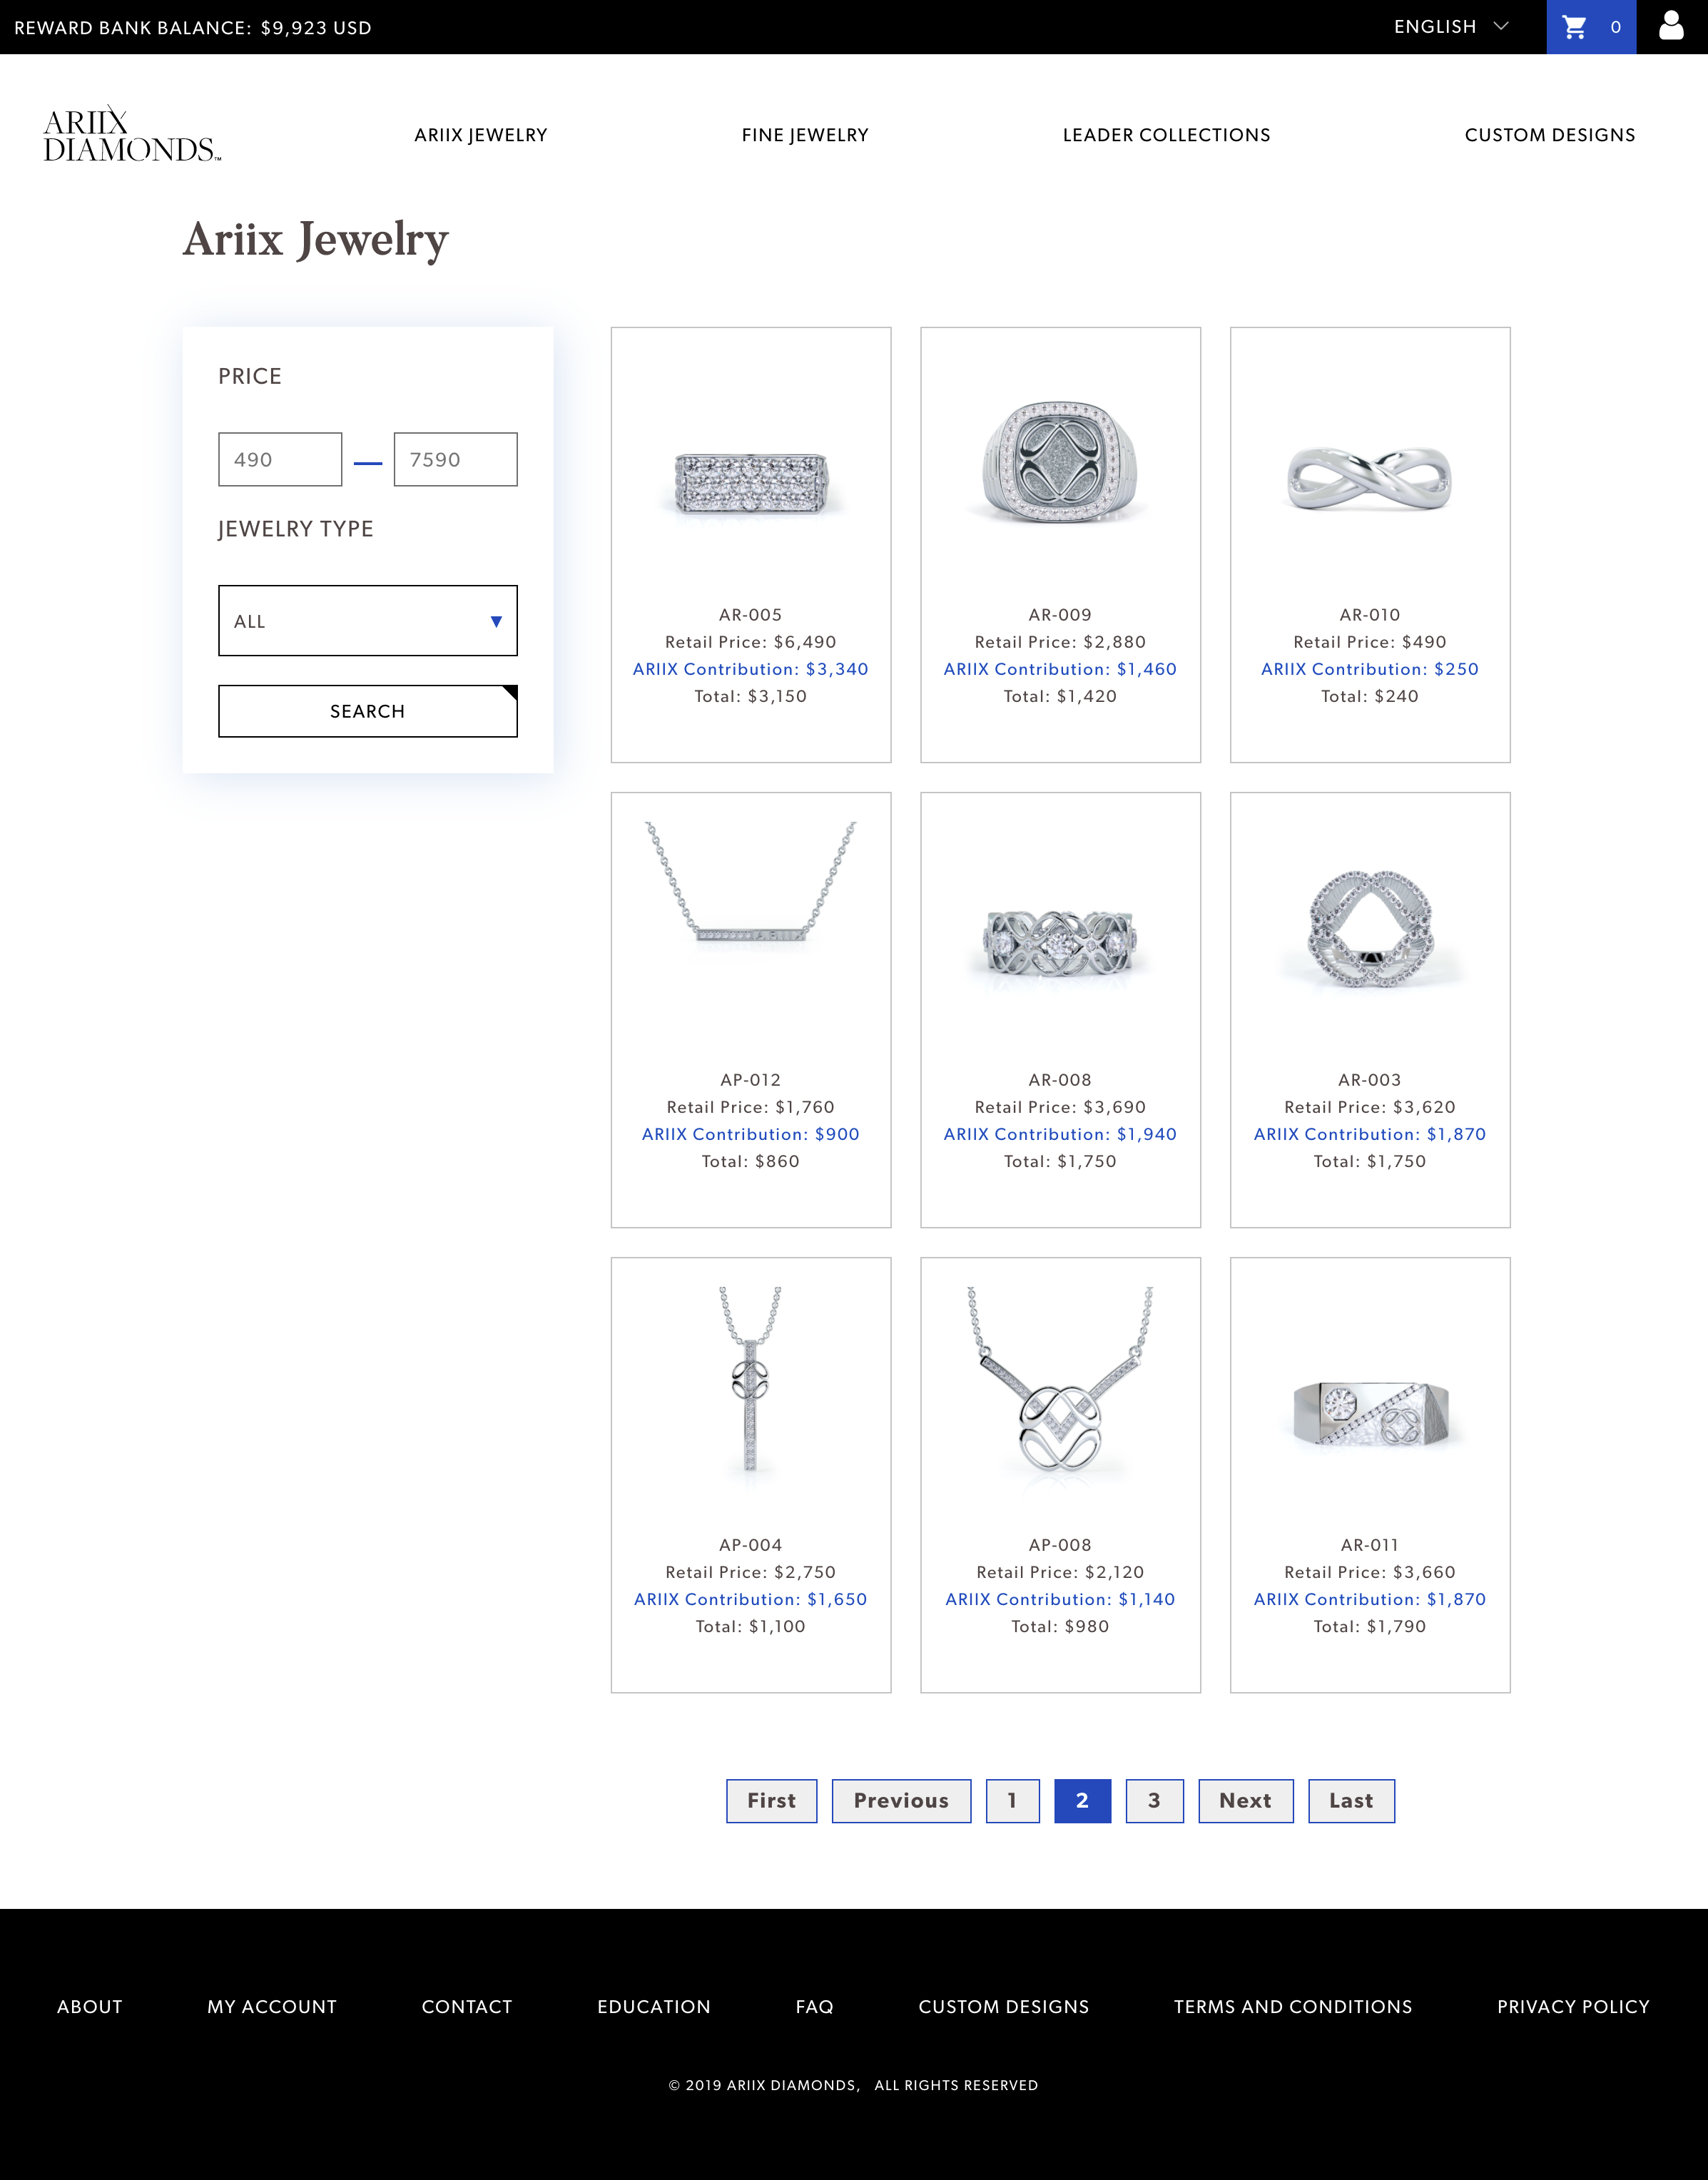 REWARD BANK BALANCE: $9,923 USD
ENGLISH
0
ARIIX
DIAMONDS™
ARIIX JEWELRY
FINE JEWELRY
LEADER COLLECTIONS
CUSTOM DESIGNS
Ariix Jewelry
PRICE
490
7590
JEWELRY TYPE
ALL
SEARCH
AR-005
Retail Price: $6,490
ARIIX Contribution: $3,340
Total: $3,150
AR-009
Retail Price: $2,880
ARIIX Contribution: $1,460
Total: $1,420
AR-010
Retail Price: $490
ARIIX Contribution: $250
Total: $240
AP-012
Retail Price: $1,760
ARIIX Contribution: $900
Total: $860
AR-008
Retail Price: $3,690
ARIIX Contribution: $1,940
Total: $1,750
AR-003
Retail Price: $3,620
ARIIX Contribution: $1,870
Total: $1,750
AP-004
Retail Price: $2,750
ARIIX Contribution: $1,650
Total: $1,100
AP-008
Retail Price: $2,120
ARIIX Contribution: $1,140
Total: $980
AR-011
Retail Price: $3,660
ARIIX Contribution: $1,870
Total: $1,790
First
Previous
1
2
3
Next
Last
ABOUT
MY ACCOUNT
CONTACT
EDUCATION
FAQ
CUSTOM DESIGNS
TERMS AND CONDITIONS
PRIVACY POLICY
© 2019 ARIIX DIAMONDS, ALL RIGHTS RESERVED